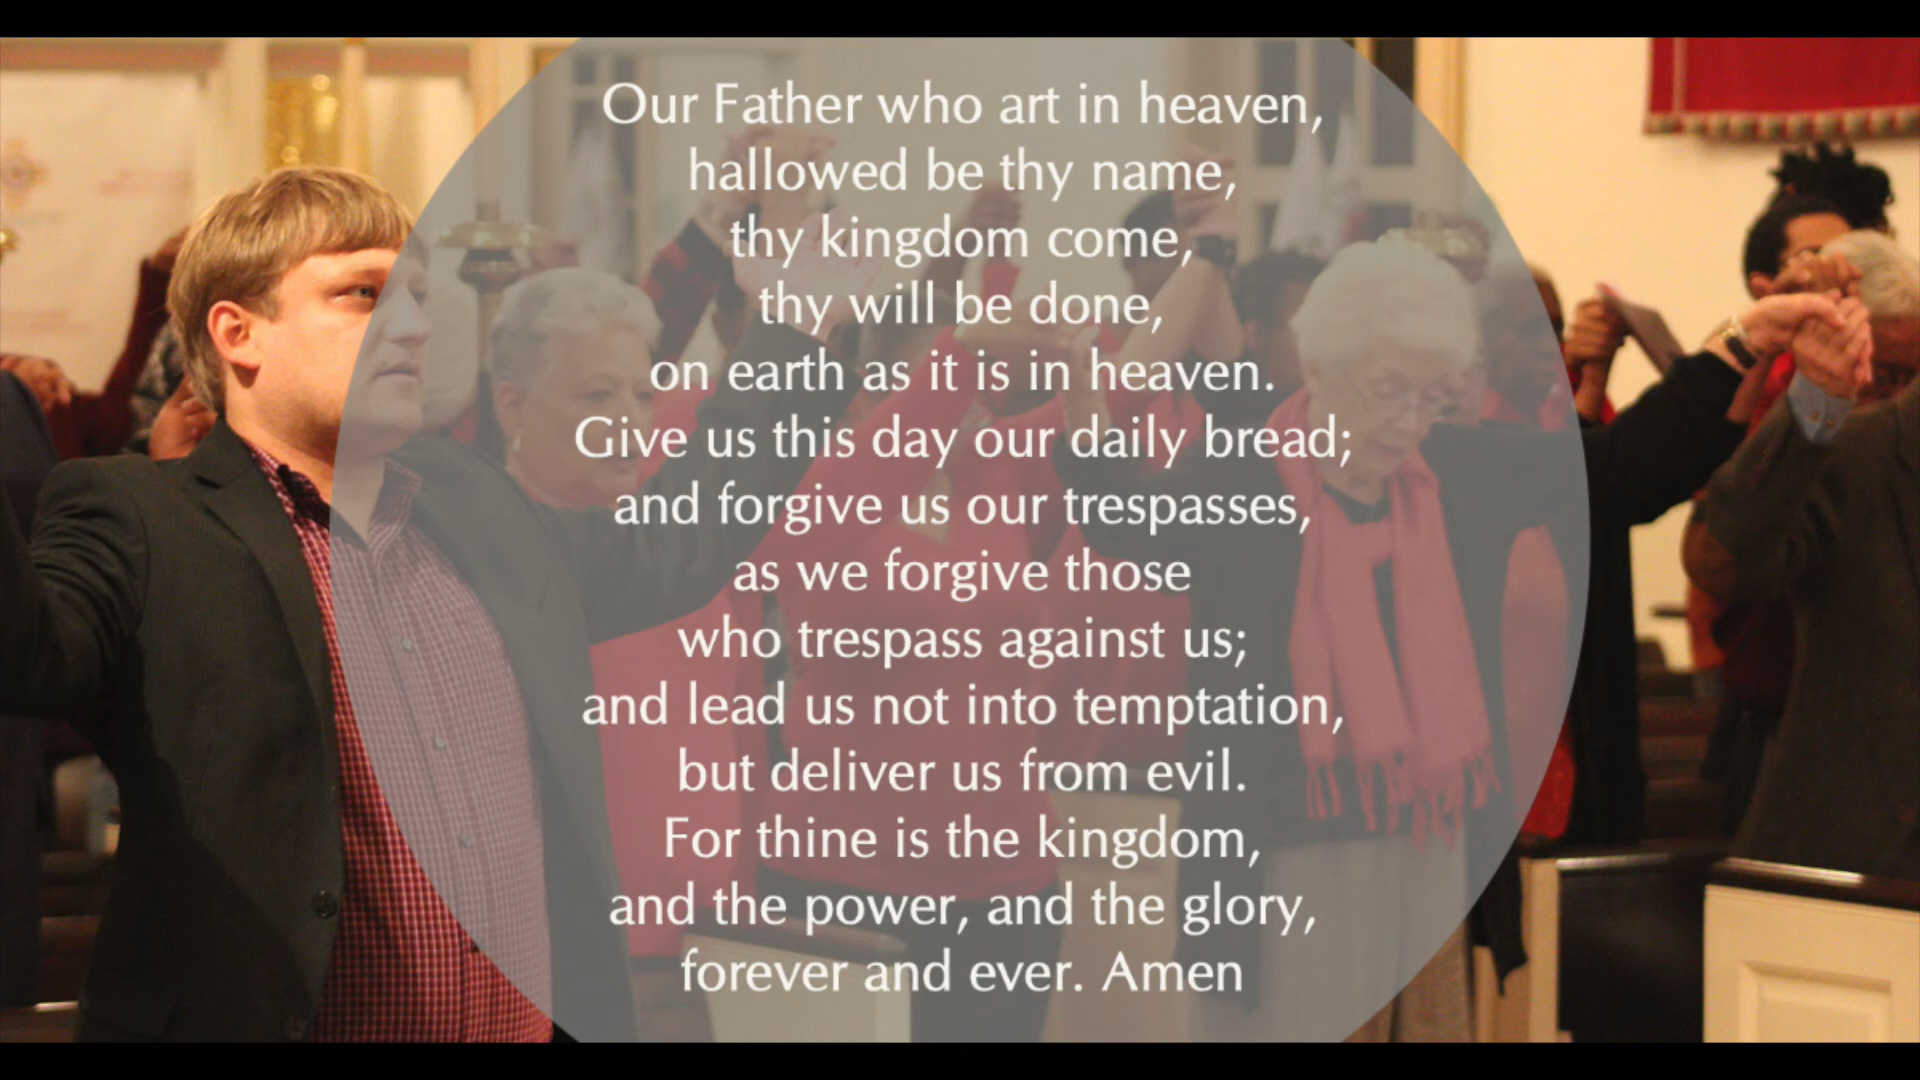 Our Father who art in heaven,
hallowed be thy name,
thy kingdom come,
thy will be done,
on earth as it is in heaven.
Give us this day our daily bread;
and forgive us our trespasses,
as we forgive those
who trespass against us;
and lead us not into temptation,
but deliver us from evil.
For thine is the kingdom,
and the power, and the glory,
forever and ever. Amen